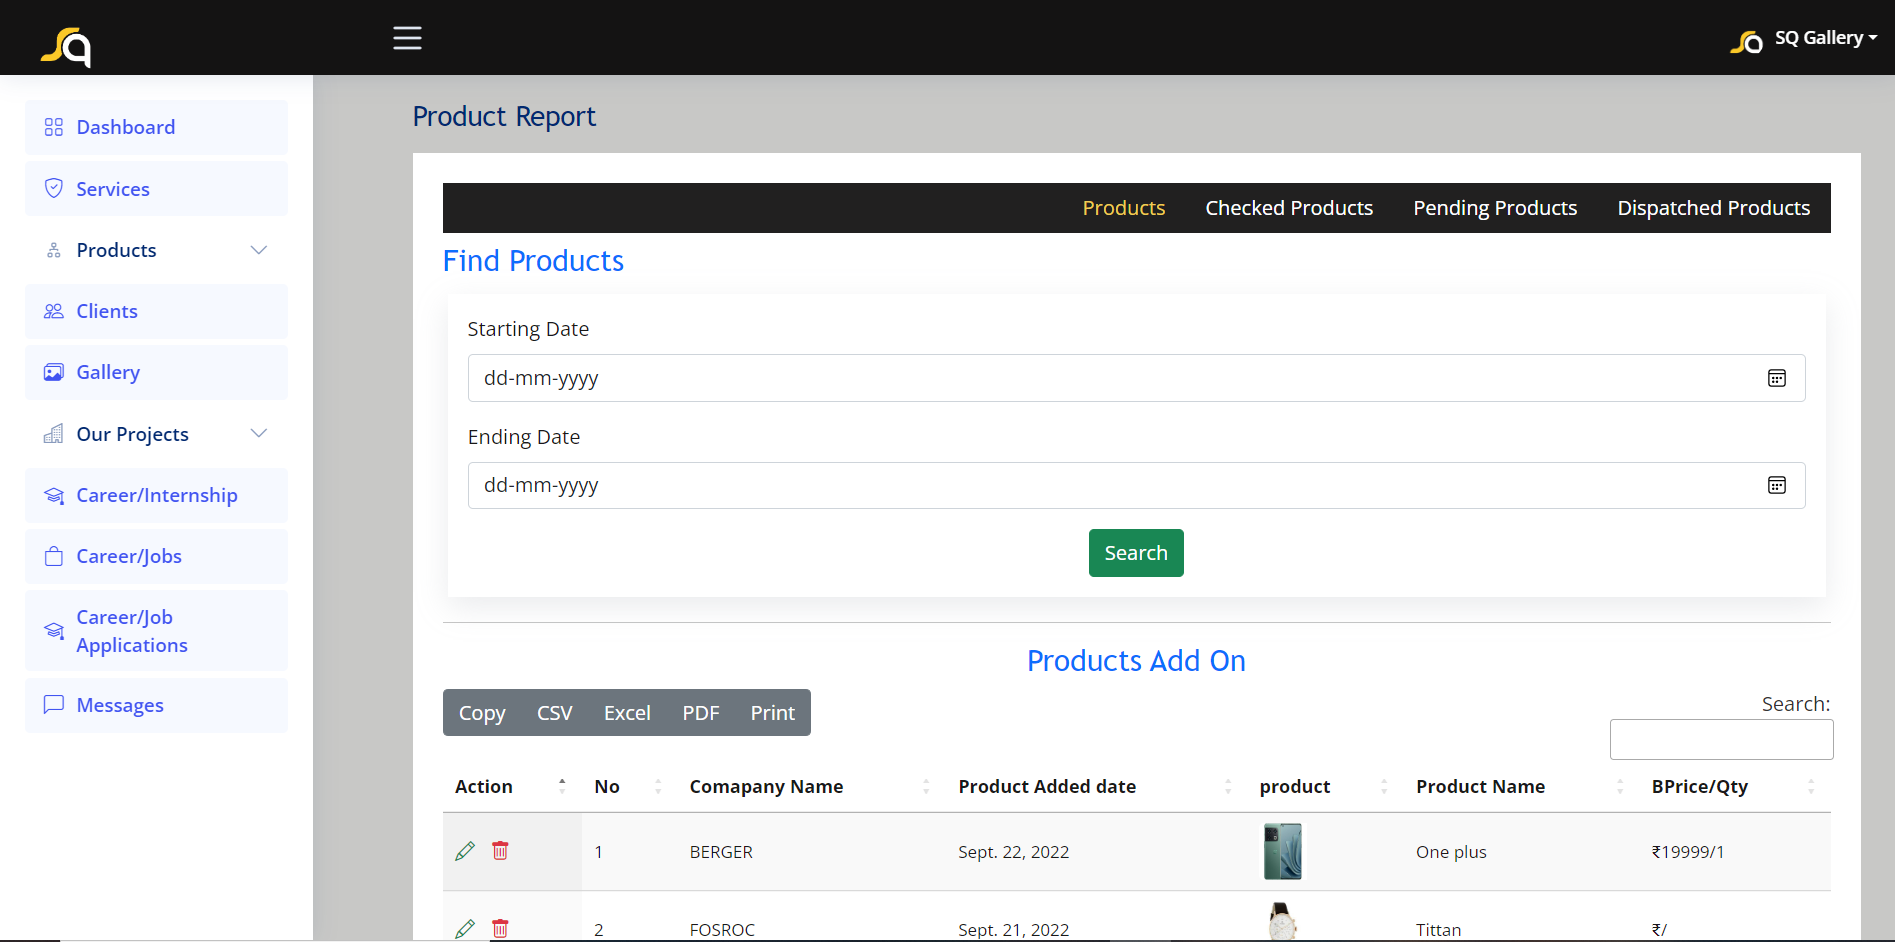 SQ Gallery
Dashboard
Services
Products
Clients
Gallery
Our Projects
Career/Internship
Career/Jobs
Career/Job
Applications
Messages
Product Report
Products Checked Products Pending Products Dispatched Products
Find Products
Starting Date
dd-mm-yyyy
Ending Date
dd-mm-yyyy
Search
Products Add On
Copy CSV Excel PDF Print
Search:
Action No Comapany Name Product Added date product Product Name BPrice/Qty
1 BERGER Sept. 22, 2022 One plus ₹19999/1
2 FOSROC Sept. 21, 2022 Tittan ₹/